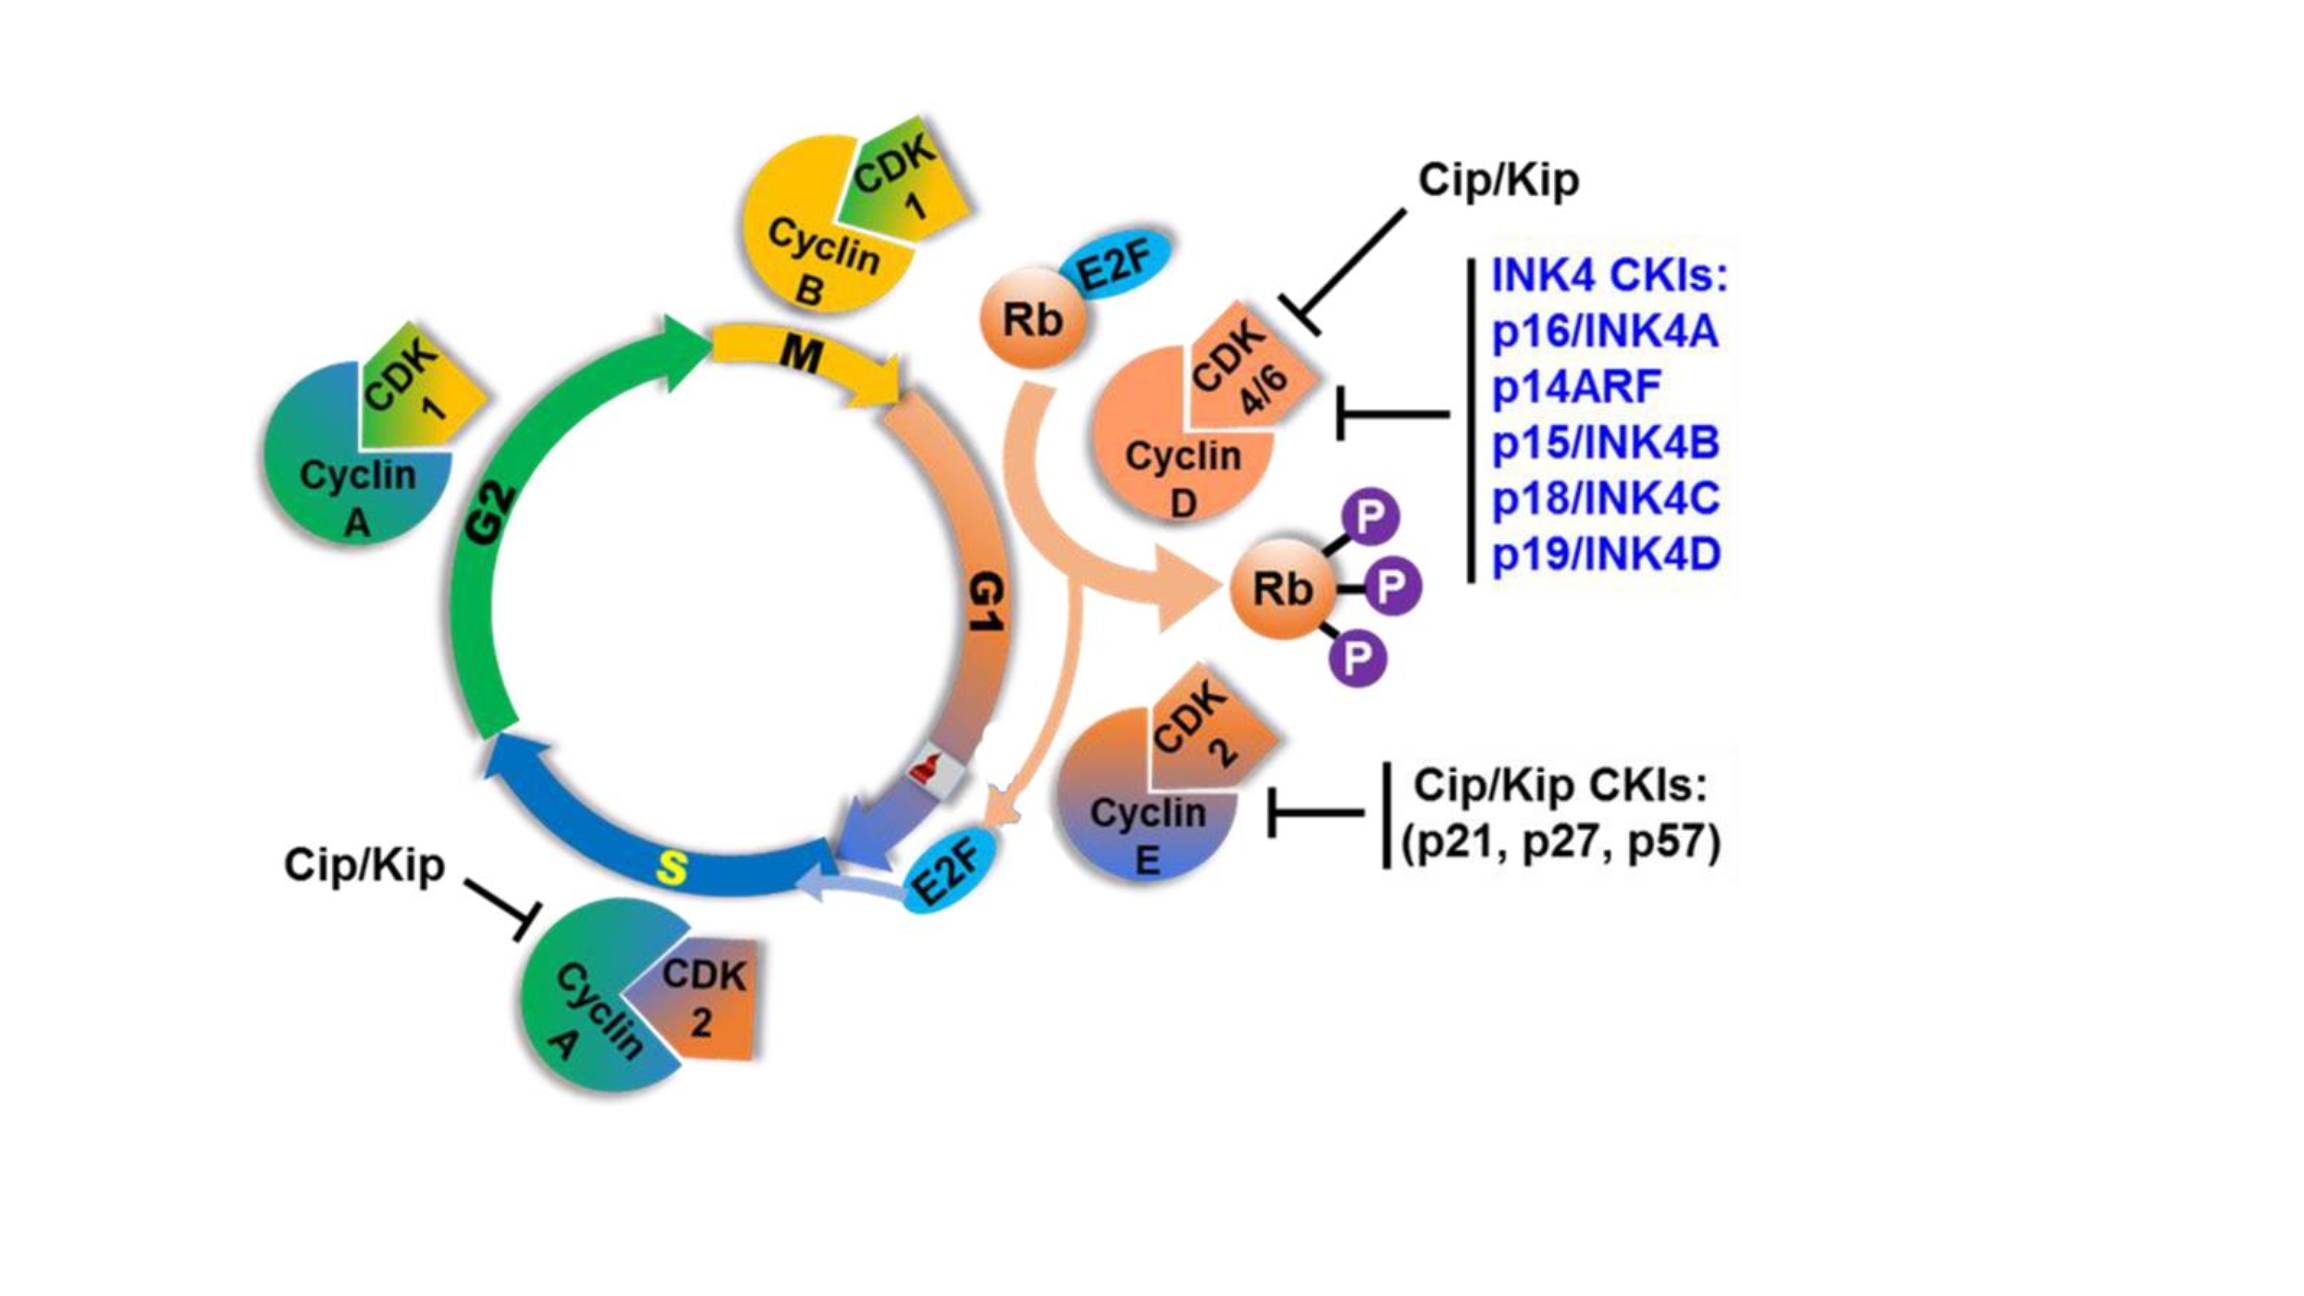 CDK
1
Cyclin
B
Cip/Kip
E2F
Rb
INK4 CKIs:
p16/INK4A
p14ARF
p15/INK4B
p18/INK4C
p19/INK4D
M
CDK
1
Cyclin
A
CDK
4/6
Cyclin
D
G2
G1
P
Rb
P
P
CDK
2
Cyclin
E
Cip/Kip CKIs:
(p21, p27, p57)
Cip/Kip
S
E2F
Cyclin
A
CDK
2